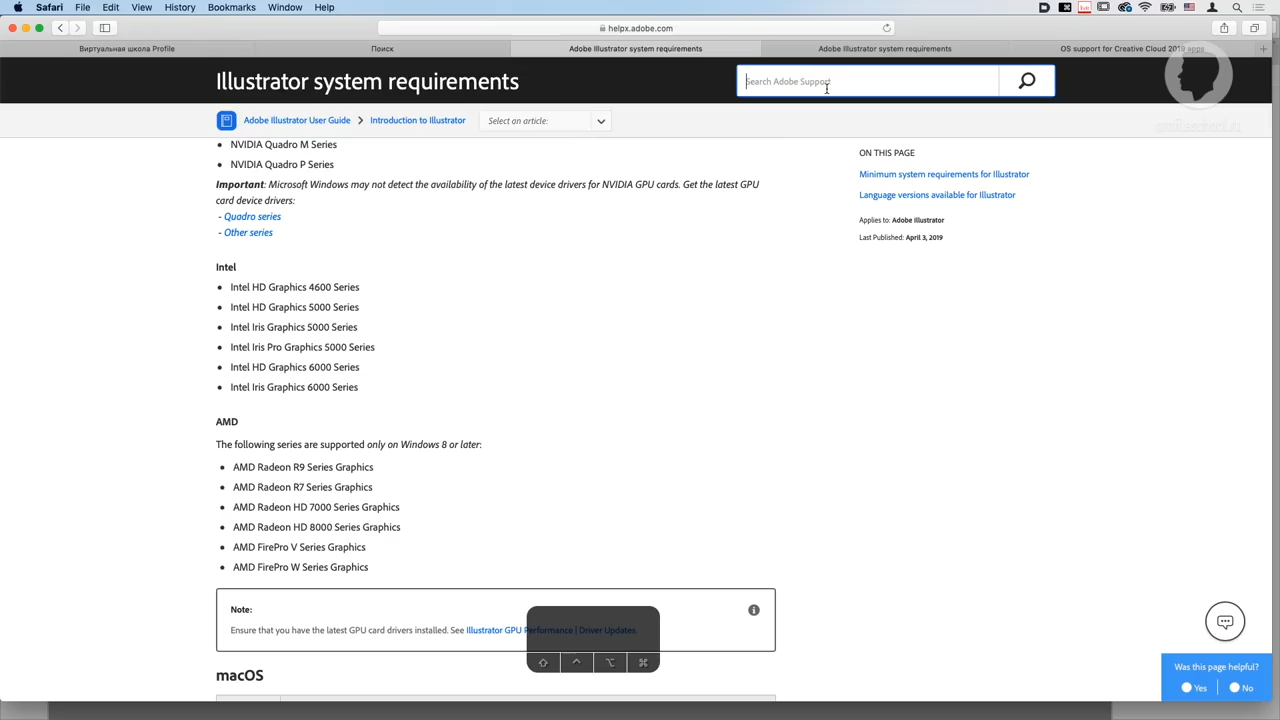 Safari File Edit View History Bookmarks Window Help
helpx.adobe.com
Виртуальная школа Profile
Поиск
Adobe Illustrator system requirements
Adobe Illustrator system requirements
OS support for Creative Cloud 2019 apps
Illustrator system requirements
Search Adobe Support
Adobe Illustrator User Guide
Introduction to Illustrator
Select an article:
NVIDIA Quadro M Series
NVIDIA Quadro P Series
Important: Microsoft Windows may not detect the availability of the latest device drivers for NVIDIA GPU cards. Get the latest GPU
card device drivers:
- Quadro series
- Other series
Intel
Intel HD Graphics 4600 Series
Intel HD Graphics 5000 Series
Intel Iris Graphics 5000 Series
Intel Iris Pro Graphics 5000 Series
Intel HD Graphics 6000 Series
Intel Iris Graphics 6000 Series
AMD
The following series are supported only on Windows 8 or later:
AMD Radeon R9 Series Graphics
AMD Radeon R7 Series Graphics
AMD Radeon HD 7000 Series Graphics
AMD Radeon HD 8000 Series Graphics
AMD FirePro V Series Graphics
AMD FirePro W Series Graphics
Note:
Ensure that you have the latest GPU card drivers installed. See Illustrator GPU Performance | Driver Updates.
macOS
ON THIS PAGE
Minimum system requirements for Illustrator
Language versions available for Illustrator
Applies to: Adobe Illustrator
Last Published: April 3, 2019
Was this page helpful?
Yes
No